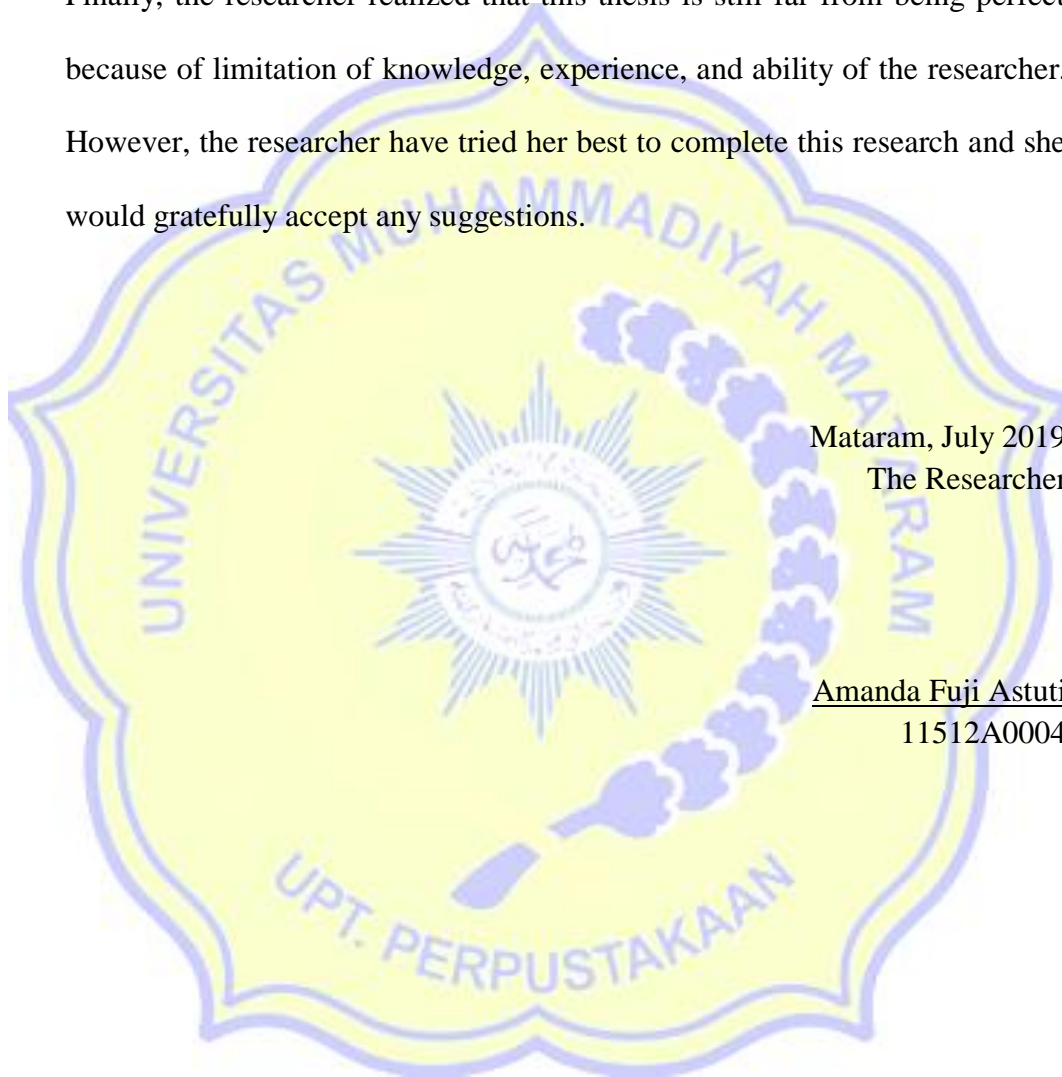 Finally, the researcher realized that this thesis is still far from being perfect
because of limitation of knowledge, experience, and ability of the researcher.
However, the researcher have tried her best to complete this research and she
would gratefully accept any suggestions.
UNIVERSITAS MUHAMMADIYAH MATARAM
Mataram, July 2019
The Researcher
Amanda Fuji Astuti
11512A0004
UPT. PERPUSTAKAAN